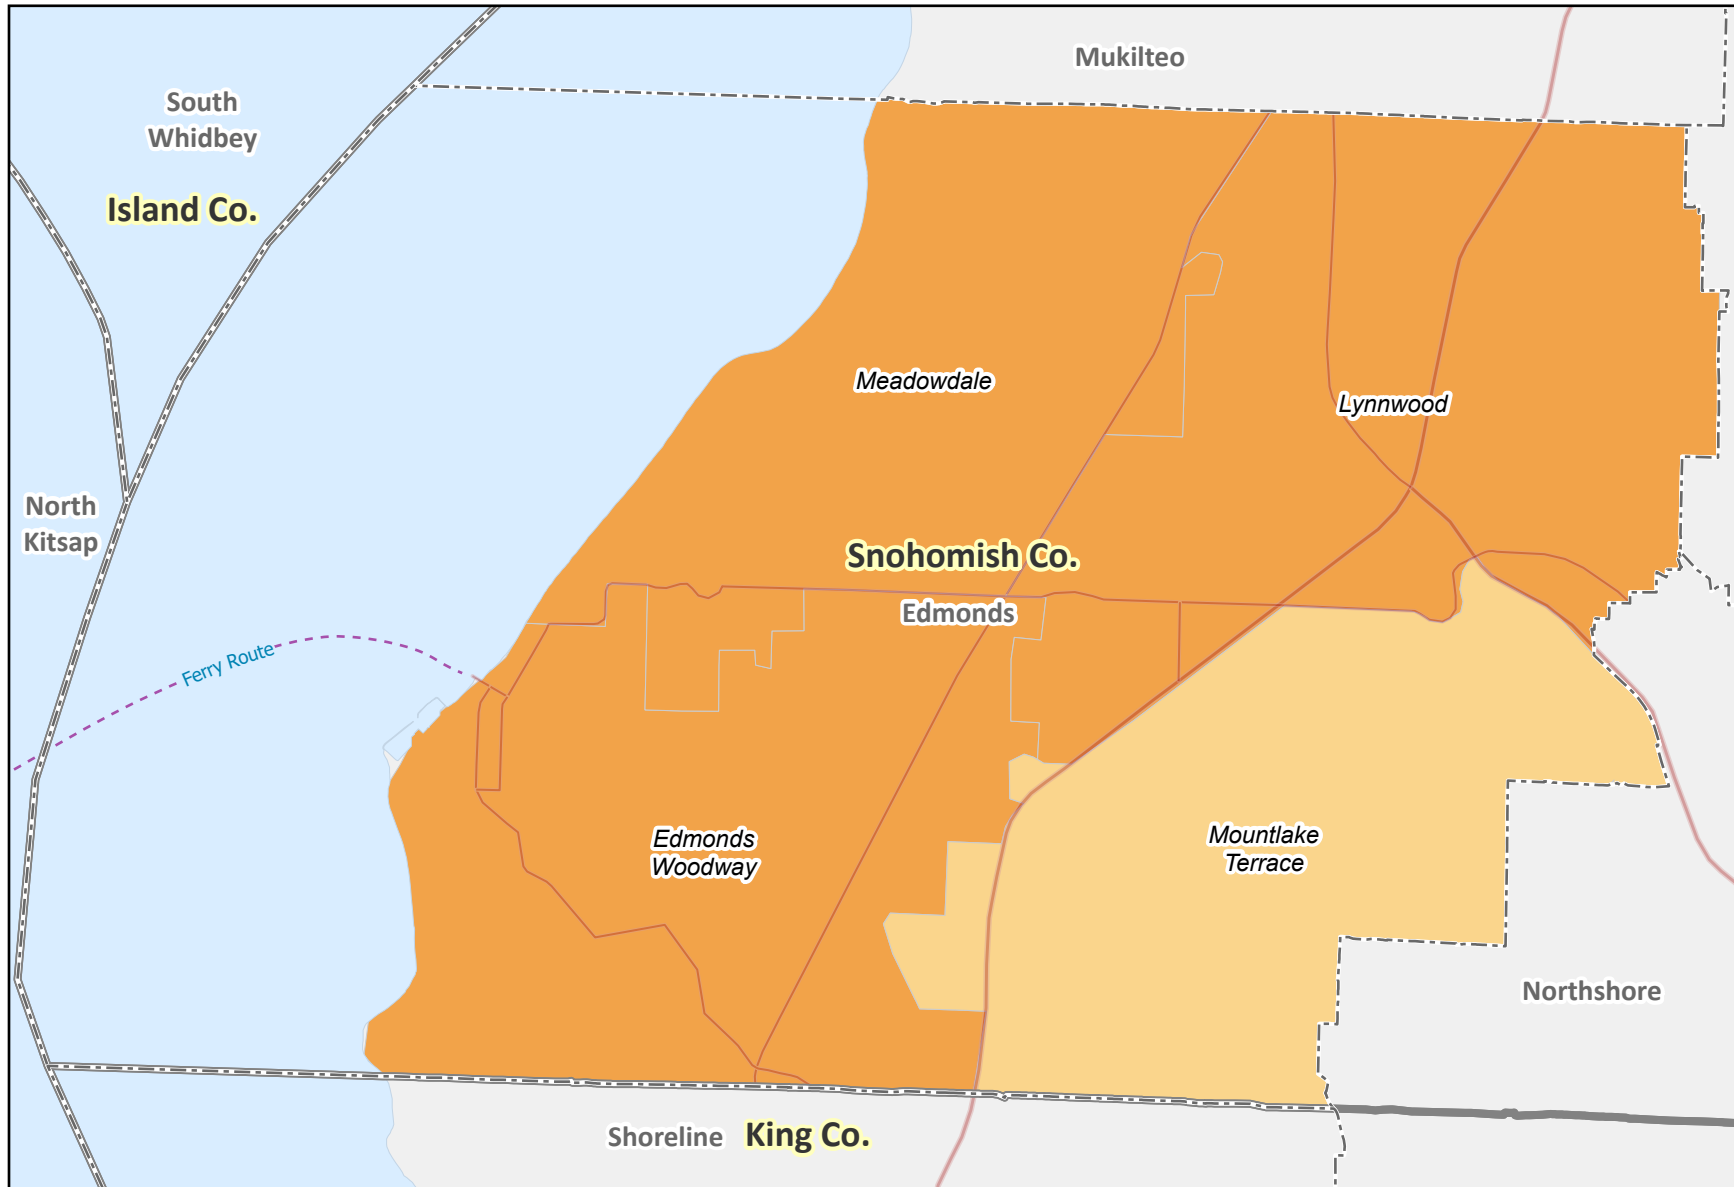 Mukilteo
South
Whidbey
Island Co.
Meadowdale
Lynnwood
North
Kitsap
Snohomish Co.
Edmonds
Ferry Route
Edmonds
Woodway
Mountlake
Terrace
Northshore
Shoreline
King Co.